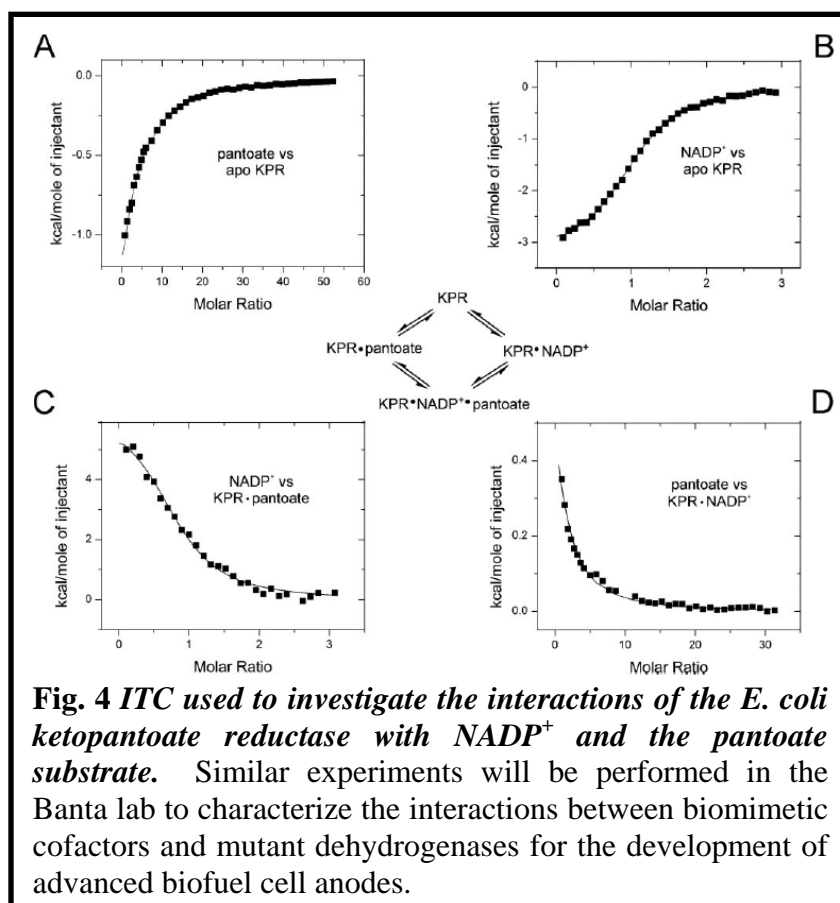 A
0.0
-0.5
-1.0
kcal/mole of injectant
pantoate vs
apo KPR
0 10 20 30 40 50 60
Molar Ratio
B
0
-1
-2
-3
kcal/mole of injectant
NADP+ vs
apo KPR
0 1 2 3
Molar Ratio
KPR
KPR•pantoate
KPR•NADP+
KPR•NADP+•pantoate
C
4
2
0
kcal/mole of injectant
NADP+ vs
KPR•pantoate
0 1 2 3
Molar Ratio
D
0.4
0.2
0.0
kcal/mole of injectant
pantoate vs
KPR•NADP+
0 10 20 30
Molar Ratio
Fig. 4 ITC used to investigate the interactions of the E. coli
ketopantoate reductase with NADP+ and the pantoate
substrate. Similar experiments will be performed in the
Banta lab to characterize the interactions between biomimetic
cofactors and mutant dehydrogenases for the development of
advanced biofuel cell anodes.